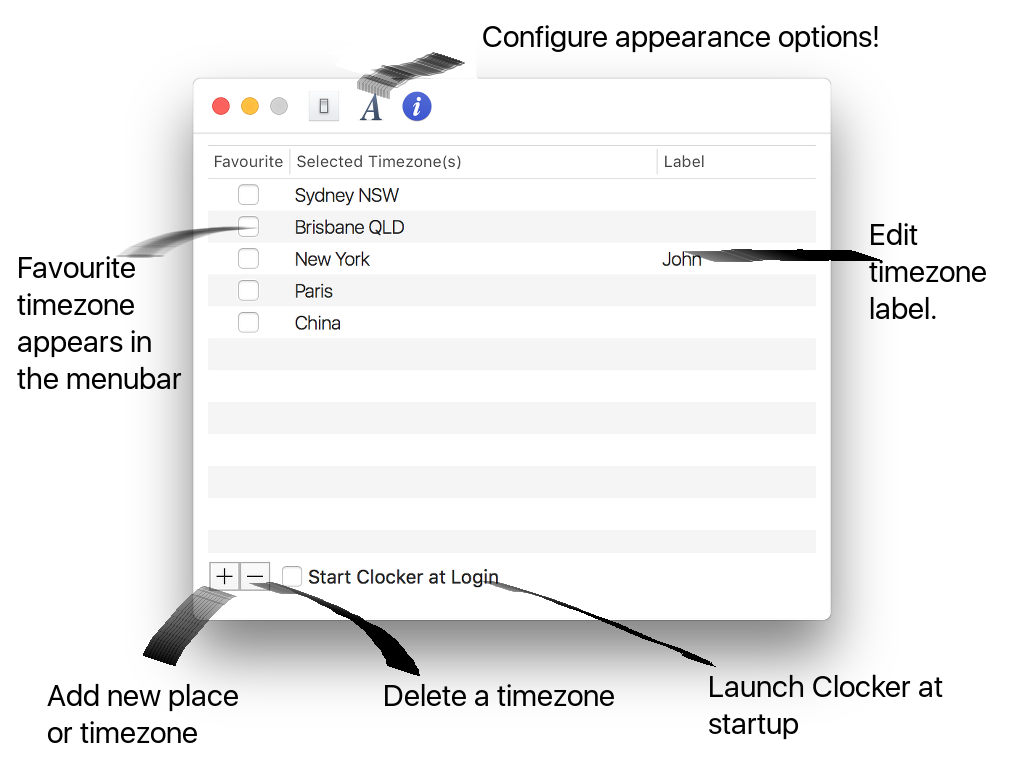 Configure appearance options!
A i
Favourite Selected Timezone(s) Label
Sydney NSW
Brisbane QLD
New York John
Paris
China
Favourite
timezone
appears in
the menubar
Edit
timezone
label.
+ − Start Clocker at Login
Add new place
or timezone
Delete a timezone
Launch Clocker at
startup